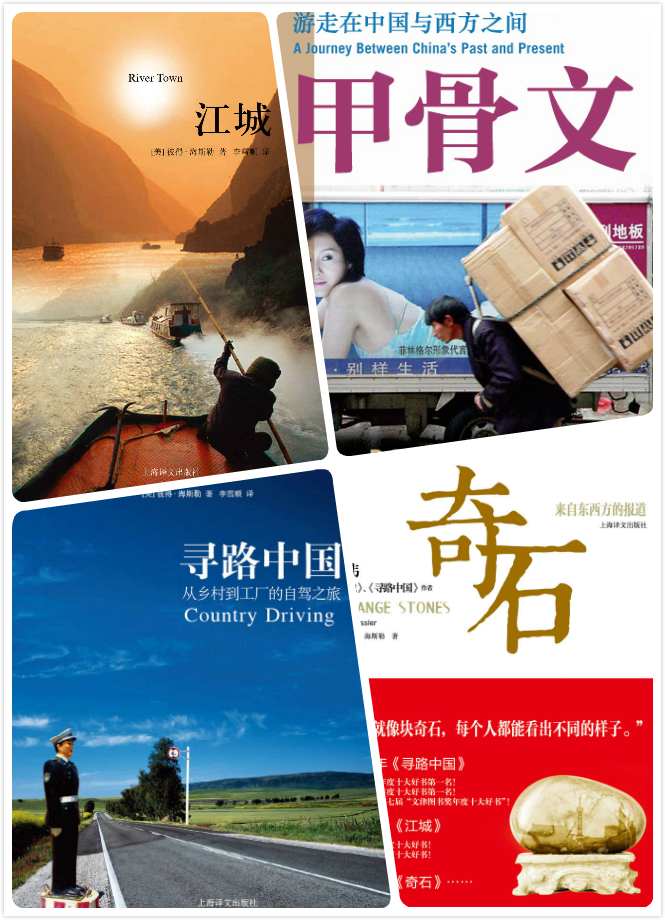 River Town
江城
[美] 彼得·海斯勒 著 李雪顺 译
上海译文出版社
游走在中国与西方之间
A Journey Between China's Past and Present
甲骨文
利地板
菲林格尔形象代言
·别样生活
[美] 彼得·海斯勒 著 李雪顺 译
寻路中国
从乡村到工厂的自驾之旅
Country Driving
上海译文出版社
奇石
来自东西方的报道
上海译文出版社
》、《寻路中国》作者
ANGE STONES
ssler
海斯勒 著
就像块奇石,每个人都能看出不同的样子。”
年《寻路中国》
年度十大好书第一名!
年度十大好书第一名!
七届“文津图书奖年度十大好书”!
《江城》
十大好书!
十大好书!
《奇石》……